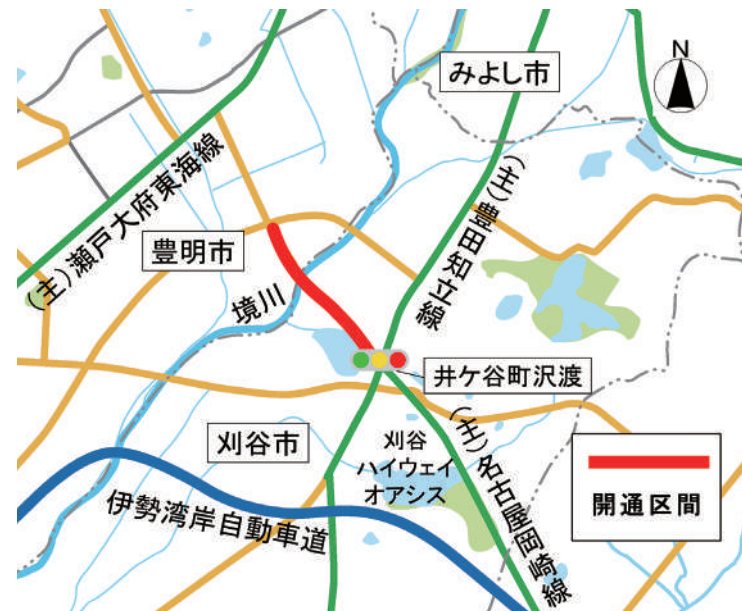 みよし市
N
(主)瀬戸大府東海線
(主)豊田知立線
豊明市
境川
井ケ谷町沢渡
刈谷市
刈谷
ハイウェイ
オアシス
(主)名古屋岡崎線
伊勢湾岸自動車道
開通区間